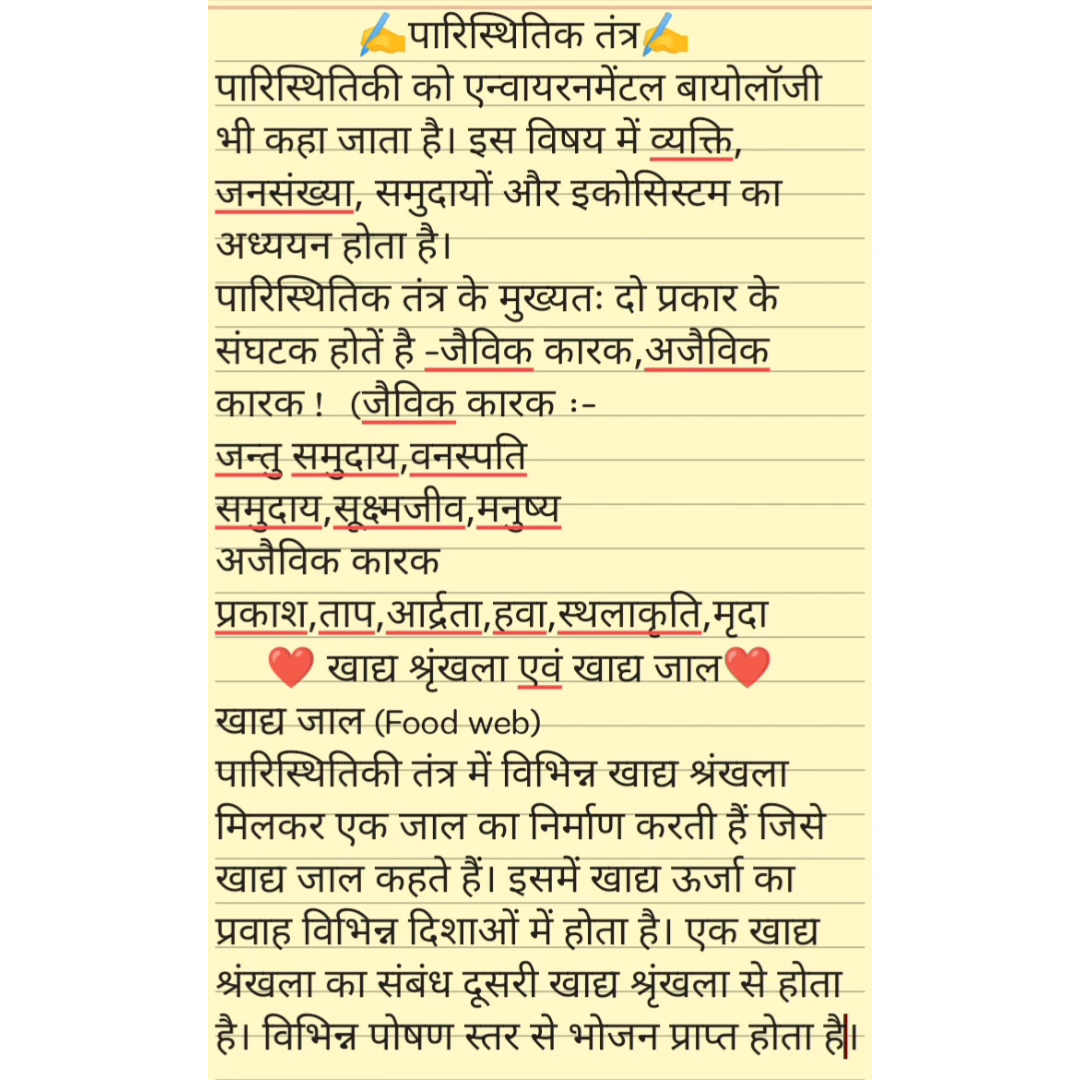 ✍️पारिस्थितिक तंत्र✍️
पारिस्थितिकी को एन्वायरनमेंटल बायोलॉजी
भी कहा जाता है। इस विषय में व्यक्ति,
जनसंख्या, समुदायों और इकोसिस्टम का
अध्ययन होता है।
पारिस्थितिक तंत्र के मुख्यतः दो प्रकार के
संघटक होतें है -जैविक कारक,अजैविक
कारक ! (जैविक कारक :-
जन्तु समुदाय,वनस्पति
समुदाय,सूक्ष्मजीव,मनुष्य
अजैविक कारक
प्रकाश,ताप,आर्द्रता,हवा,स्थलाकृति,मृदा
❤️ खाद्य श्रृंखला एवं खाद्य जाल❤️
खाद्य जाल (Food web)
पारिस्थितिकी तंत्र में विभिन्न खाद्य श्रंखला
मिलकर एक जाल का निर्माण करती हैं जिसे
खाद्य जाल कहते हैं। इसमें खाद्य ऊर्जा का
प्रवाह विभिन्न दिशाओं में होता है। एक खाद्य
श्रंखला का संबंध दूसरी खाद्य श्रृंखला से होता
है। विभिन्न पोषण स्तर से भोजन प्राप्त होता है।